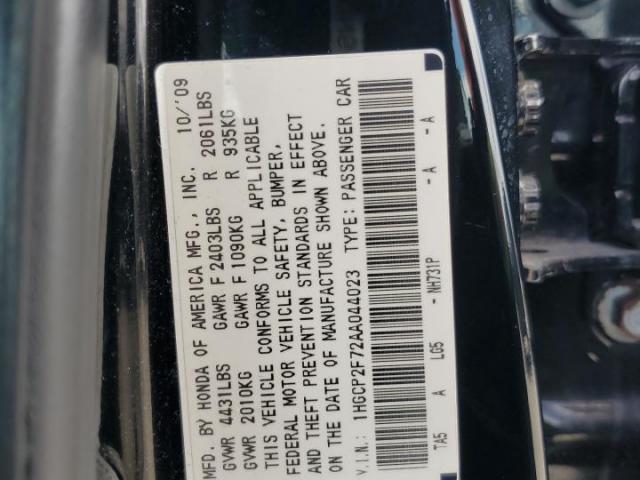 MFD. BY HONDA OF AMERICA MFG., INC. 10/'09
GVWR 4431LBS GAWR F 2403LBS R 2061LBS
GVWR 2010KG GAWR F 1090KG R 935KG
THIS VEHICLE CONFORMS TO ALL APPLICABLE
FEDERAL MOTOR VEHICLE SAFETY, BUMPER,
AND THEFT PREVENTION STANDARDS IN EFFECT
ON THE DATE OF MANUFACTURE SHOWN ABOVE.
V.I.N.: 1HGCP2F72AA044023 TYPE: PASSENGER CAR
TA5 A LG5 - NH731P - A - A